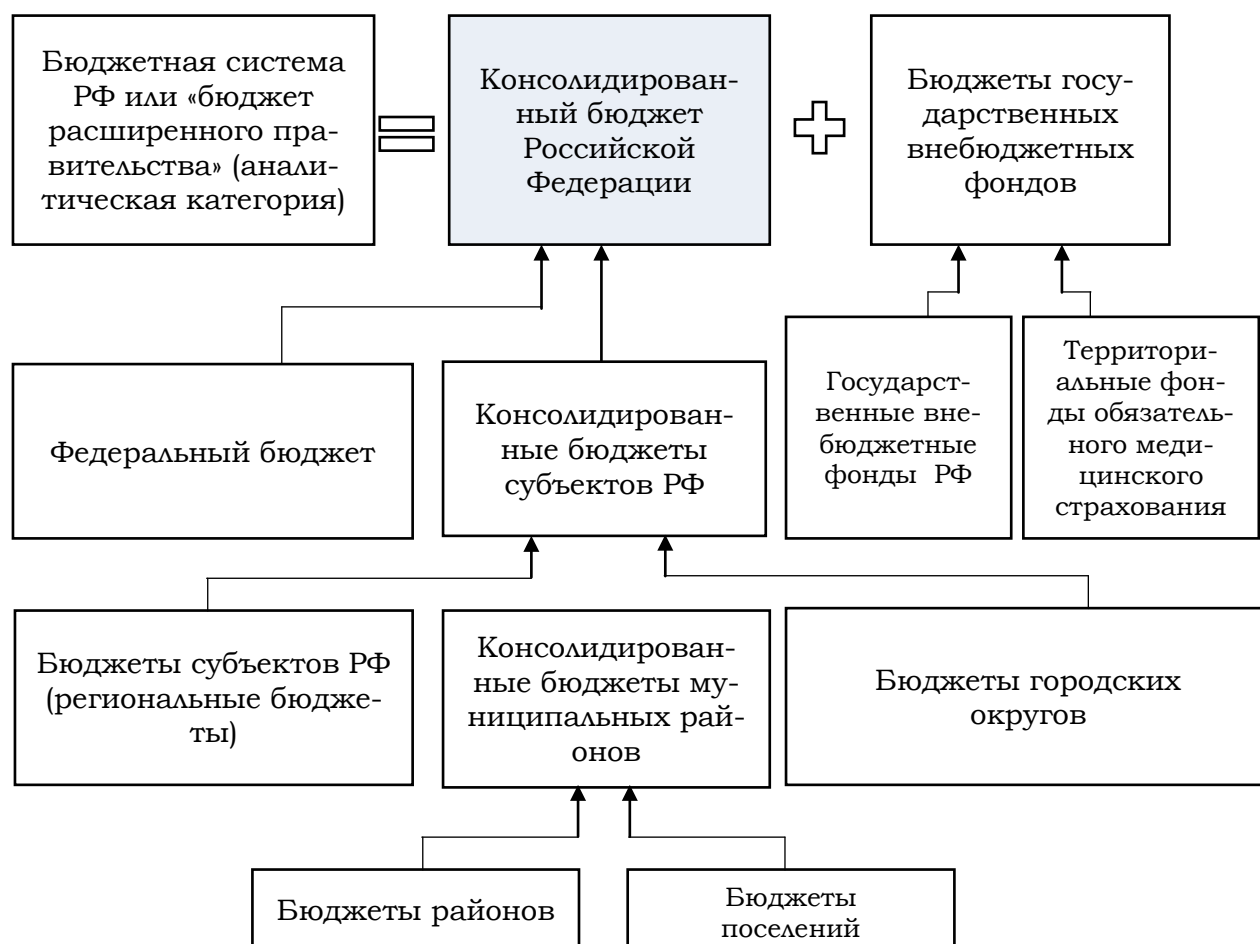 Бюджетная система
РФ или «бюджет
расширенного пра-
вительства» (анали-
тическая категория)
Консолидирован-
ный бюджет
Российской
Федерации
Бюджеты госу-
дарственных
внебюджетных
фондов
Федеральный бюджет
Консолидирован-
ные бюджеты
субъектов РФ
Государст-
венные вне-
бюджетные
фонды РФ
Территори-
альные фон-
ды обязатель-
ного меди-
цинского
страхования
Бюджеты субъектов РФ
(региональные бюдже-
ты)
Консолидирован-
ные бюджеты му-
ниципальных рай-
онов
Бюджеты городских
округов
Бюджеты районов
Бюджеты
поселений